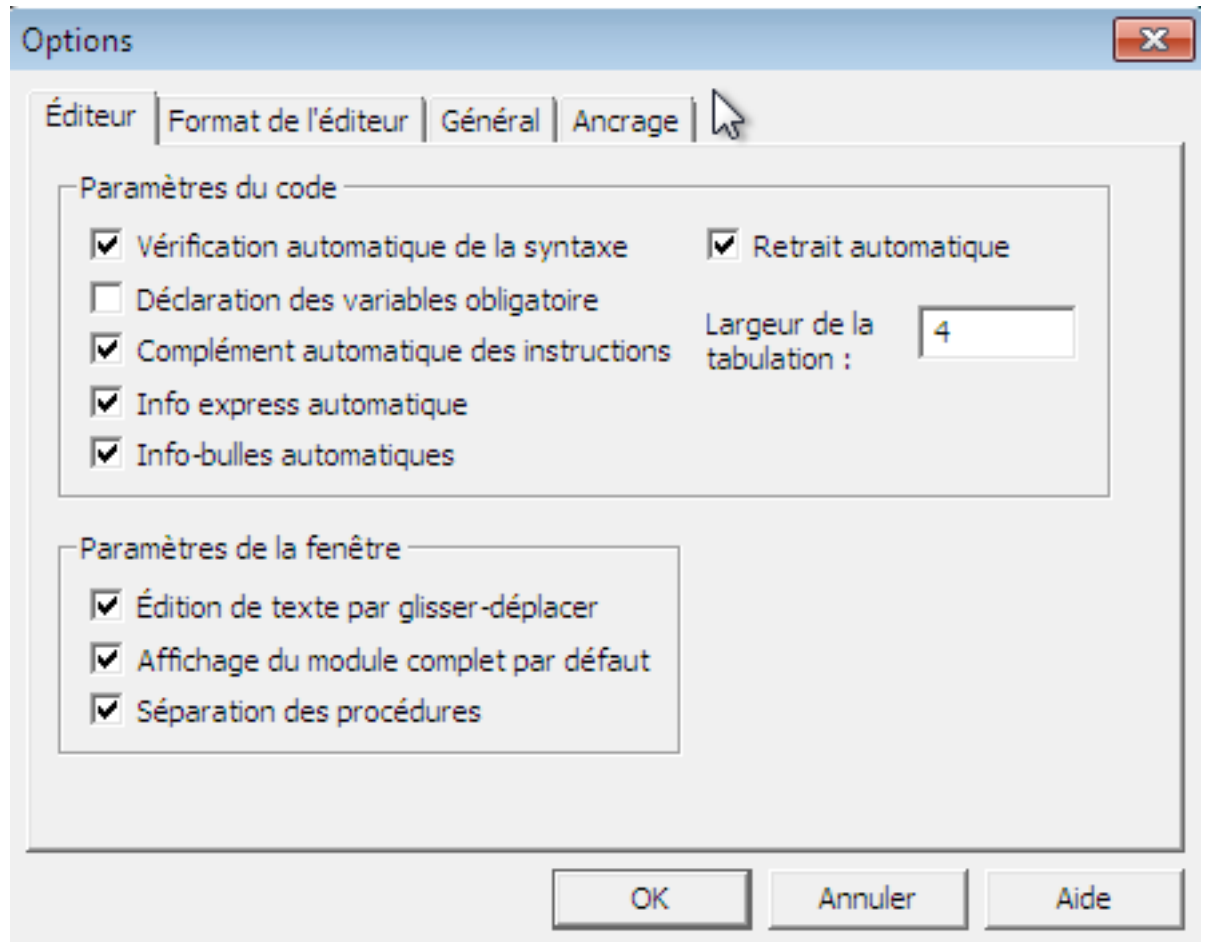 Options
Éditeur Format de l'éditeur Général Ancrage
Paramètres du code
Vérification automatique de la syntaxe Retrait automatique
Déclaration des variables obligatoire
Complément automatique des instructions
Largeur de la
tabulation : 4
Info express automatique
Info-bulles automatiques
Paramètres de la fenêtre
Édition de texte par glisser-déplacer
Affichage du module complet par défaut
Séparation des procédures
OK Annuler Aide